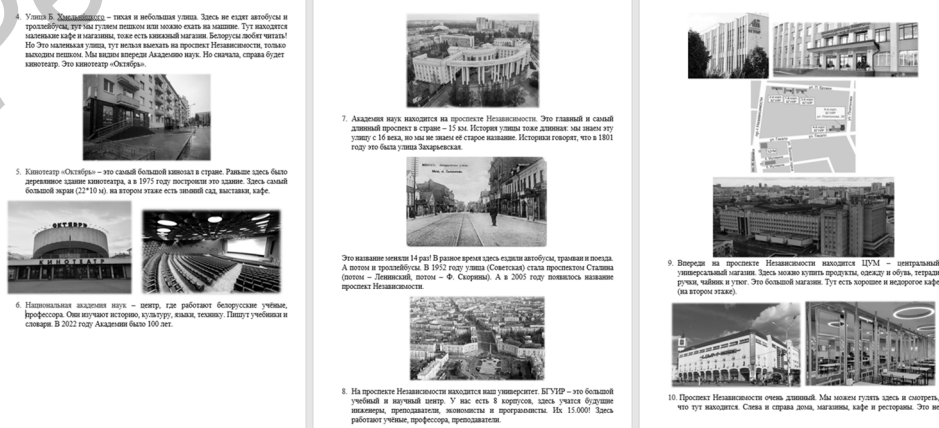 4. Улица Б. Хмельницкого – тихая и небольшая улица. Здесь не ездят автобусы и
троллейбусы, тут мы гуляем пешком или можно ехать на машине. Тут находятся
маленькие кафе и магазины, тоже есть книжный магазин. Белорусы любят читать!
Но Это маленькая улица, тут нельзя выехать на проспект Независимости, только
выходим пешком. Мы видим впереди Академию наук. Но сначала, справа будет
кинотеатр. Это кинотеатр «Октябрь».
5. Кинотеатр «Октябрь» – это самый большой кинозал в стране. Раньше здесь было
деревянное здание кинотеатра, а в 1975 году построили это здание. Здесь самый
большой экран (22*10 м). на втором этаже есть зимний сад, выставки, кафе.
ОКТЯБРЬ
КИНОТЕАТР
6. Национальная академия наук – центр, где работают белорусские учёные,
профессора. Они изучают историю, культуру, языки, технику. Пишут учебники и
словари. В 2022 году Академии было 100 лет.
7. Академия наук находится на проспекте Независимости. Это главный и самый
длинный проспект в стране – 15 км. История улицы тоже длинная: мы знаем эту
улицу с 16 века, но мы не знаем её старое название. Историки говорят, что в 1801
году это была улица Захарьевская.
Это название меняли 14 раз! В разное время здесь ездили автобусы, трамваи и поезда.
А потом и троллейбусы. В 1952 году улица (Советская) стала проспектом Сталина
(потом – Ленинский, потом – Ф. Скорины). А в 2005 году появилось название
проспект Независимости.
8. На проспекте Независимости находится наш университет. БГУИР – это большой
учебный и научный центр. У нас есть 8 корпусов, здесь учатся будущие
инженеры, преподаватели, экономисты и программисты. Их 15.000! Здесь
работают учёные, профессора, преподаватели.
9. Впереди на проспекте Независимости находится ЦУМ – центральный
универсальный магазин. Здесь можно купить продукты, одежду и обувь, тетради
ручки, чайник и утюг. Это большой магазин. Тут есть хорошее и недорогое кафе
(на втором этаже).
10. Проспект Независимости очень длинный. Мы можем гулять здесь и смотреть,
что тут находится. Слева и справа дома, магазины, кафе и рестораны. Это не